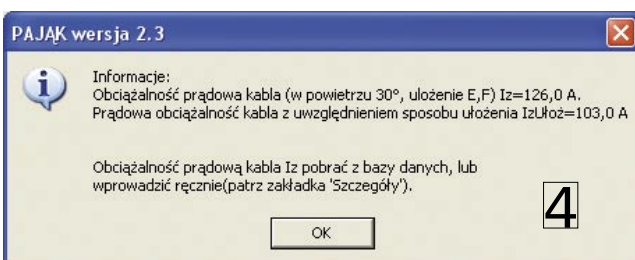 PAJĄK wersja 2.3
Informacje:
Obciążalność prądowa kabla (w powietrzu 30°, ulożenie E,F) Iz=126,0 A.
Prądowa obciążalność kabla z uwzględnieniem sposobu ułożenia IzUłoż=103,0 A
Obciążalność prądową kabla Iz pobrać z bazy danych, lub
wprowadzić ręcznie(patrz zakładka 'Szczegóły').
4
OK